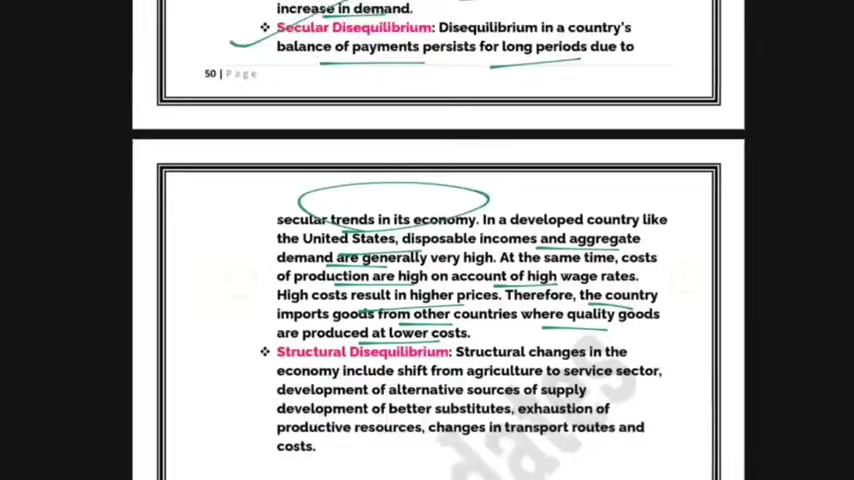 increase in demand.
❖ Secular Disequilibrium: Disequilibrium in a country's
balance of payments persists for long periods due to
50 | Page
secular trends in its economy. In a developed country like
the United States, disposable incomes and aggregate
demand are generally very high. At the same time, costs
of production are high on account of high wage rates.
High costs result in higher prices. Therefore, the country
imports goods from other countries where quality goods
are produced at lower costs.
❖ Structural Disequilibrium: Structural changes in the
economy include shift from agriculture to service sector,
development of alternative sources of supply
development of better substitutes, exhaustion of
productive resources, changes in transport routes and
costs.
dates